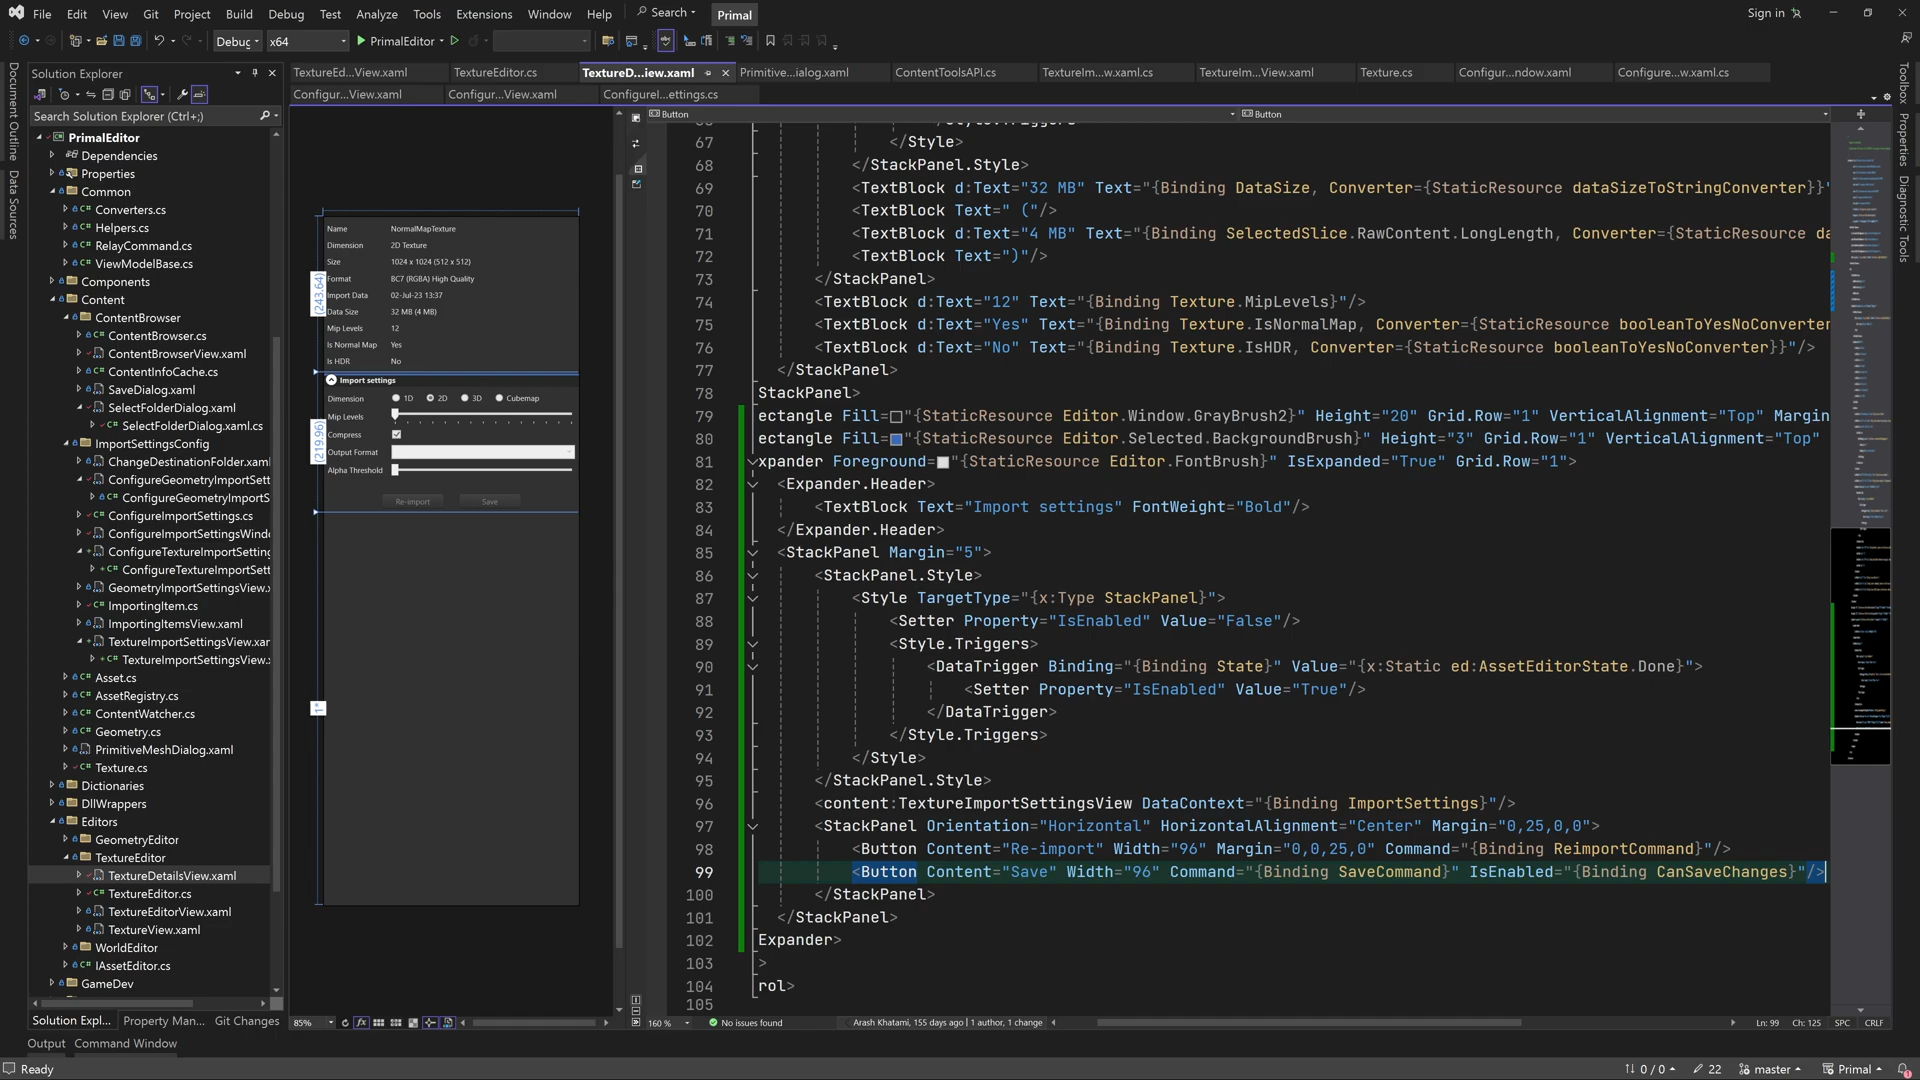 File Edit View Git Project Build Debug Test Analyze Tools Extensions Window Help Search Primal Sign in
Debug x64 PrimalEditor
Document Outline
Data Sources
Solution Explorer
Search Solution Explorer (Ctrl+;)
PrimalEditor
Dependencies
Properties
Common
Converters.cs
Helpers.cs
RelayCommand.cs
ViewModelBase.cs
Components
Content
ContentBrowser
ContentBrowser.cs
ContentBrowserView.xaml
ContentInfoCache.cs
SaveDialog.xaml
SelectFolderDialog.xaml
SelectFolderDialog.xaml.cs
ImportSettingsConfig
ChangeDestinationFolder.xaml
ConfigureGeometryImportSett
ConfigureGeometryImportS
ConfigureImportSettings.cs
ConfigureImportSettingsWindo
ConfigureTextureImportSetting
ConfigureTextureImportSett
GeometryImportSettingsView.x
ImportingItem.cs
ImportingItemsView.xaml
TextureImportSettingsView.xar
TextureImportSettingsView.x
Asset.cs
AssetRegistry.cs
ContentWatcher.cs
Geometry.cs
PrimitiveMeshDialog.xaml
Texture.cs
Dictionaries
DllWrappers
Editors
GeometryEditor
TextureEditor
TextureDetailsView.xaml
TextureEditor.cs
TextureEditorView.xaml
TextureView.xaml
WorldEditor
IAssetEditor.cs
GameDev
Solution Expl... Property Man... Git Changes
TextureEd...View.xaml TextureEditor.cs TextureD...iew.xaml Primitive...ialog.xaml ContentToolsAPI.cs TextureIm...w.xaml.cs TextureIm...View.xaml Texture.cs Configur...ndow.xaml Configure...w.xaml.cs
Configur...View.xaml Configur...View.xaml Configurel...ettings.cs
Name NormalMapTexture
Dimension 2D Texture
Size 1024 x 1024 (512 x 512)
Format BC7 (RGBA) High Quality
Import Data 02-Jul-23 13:37
Data Size 32 MB (4 MB)
Mip Levels 12
Is Normal Map Yes
Is HDR No
(243.64)
Import settings
Dimension 1D 2D 3D Cubemap
Mip Levels
Compress
Output Format
Alpha Threshold
(219.96)
Re-import Save
1*
85%
Button Button
67 </Style>
68 </StackPanel.Style>
69 <TextBlock d:Text="32 MB" Text="{Binding DataSize, Converter={StaticResource dataSizeToStringConverter}}"
70 <TextBlock Text=" ("/>
71 <TextBlock d:Text="4 MB" Text="{Binding SelectedSlice.RawContent.LongLength, Converter={StaticResource da
72 <TextBlock Text=")"/>
73 </StackPanel>
74 <TextBlock d:Text="12" Text="{Binding Texture.MipLevels}"/>
75 <TextBlock d:Text="Yes" Text="{Binding Texture.IsNormalMap, Converter={StaticResource booleanToYesNoConverter
76 <TextBlock d:Text="No" Text="{Binding Texture.IsHDR, Converter={StaticResource booleanToYesNoConverter}}"/>
77 </StackPanel>
78 StackPanel>
79 ectangle Fill="{StaticResource Editor.Window.GrayBrush2}" Height="20" Grid.Row="1" VerticalAlignment="Top" Margin
80 ectangle Fill="{StaticResource Editor.Selected.BackgroundBrush}" Height="3" Grid.Row="1" VerticalAlignment="Top"
81 xpander Foreground="{StaticResource Editor.FontBrush}" IsExpanded="True" Grid.Row="1">
82 <Expander.Header>
83 <TextBlock Text="Import settings" FontWeight="Bold"/>
84 </Expander.Header>
85 <StackPanel Margin="5">
86 <StackPanel.Style>
87 <Style TargetType="{x:Type StackPanel}">
88 <Setter Property="IsEnabled" Value="False"/>
89 <Style.Triggers>
90 <DataTrigger Binding="{Binding State}" Value="{x:Static ed:AssetEditorState.Done}">
91 <Setter Property="IsEnabled" Value="True"/>
92 </DataTrigger>
93 </Style.Triggers>
94 </Style>
95 </StackPanel.Style>
96 <content:TextureImportSettingsView DataContext="{Binding ImportSettings}"/>
97 <StackPanel Orientation="Horizontal" HorizontalAlignment="Center" Margin="0,25,0,0">
98 <Button Content="Re-import" Width="96" Margin="0,0,25,0" Command="{Binding ReimportCommand}"/>
99 <Button Content="Save" Width="96" Command="{Binding SaveCommand}" IsEnabled="{Binding CanSaveChanges}"/>
100 </StackPanel>
101 </StackPanel>
102 Expander>
103 >
104 rol>
105
160 % No issues found Arash Khatami, 155 days ago | 1 author, 1 change Ln: 99 Ch: 125 SPC CRLF
Toolbox
Properties
Diagnostic Tools
Output Command Window
Ready 0 / 0 22 master Primal